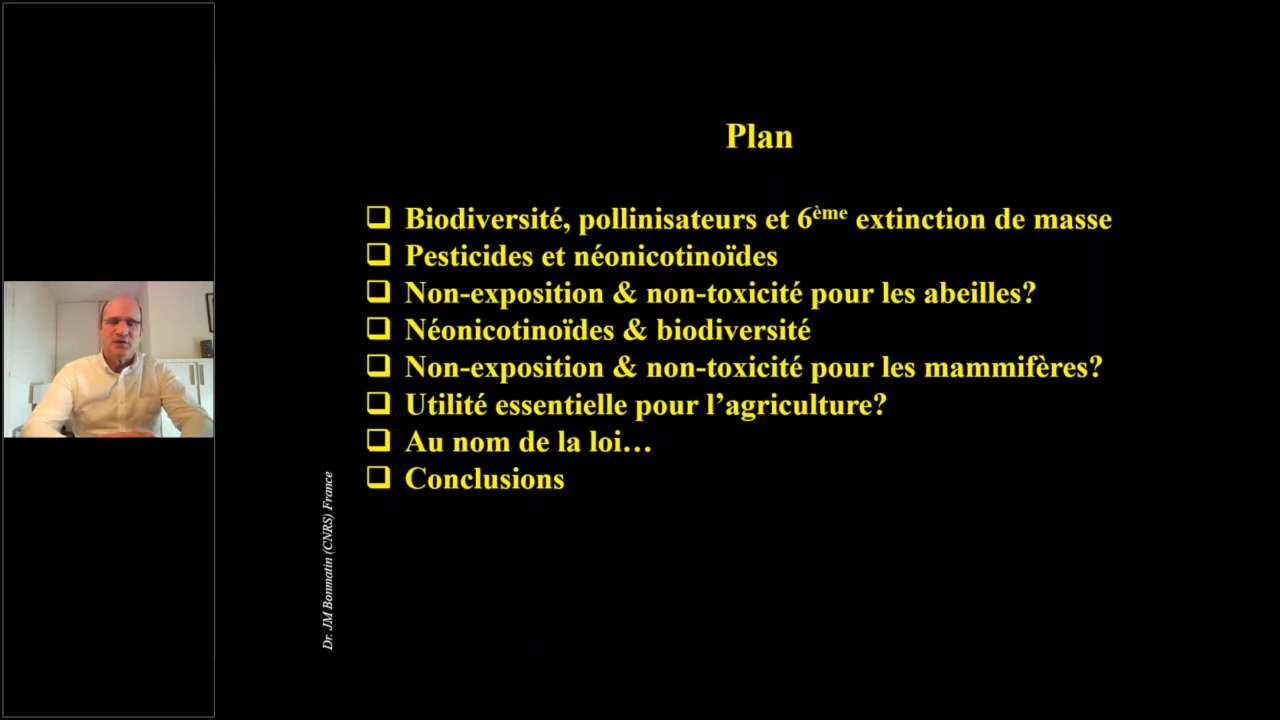 Plan
Biodiversité, pollinisateurs et 6ème extinction de masse
Pesticides et néonicotinoïdes
Non-exposition & non-toxicité pour les abeilles?
Néonicotinoïdes & biodiversité
Non-exposition & non-toxicité pour les mammifères?
Utilité essentielle pour l’agriculture?
Au nom de la loi…
Conclusions
Dr. JM Bonmatin (CNRS) France